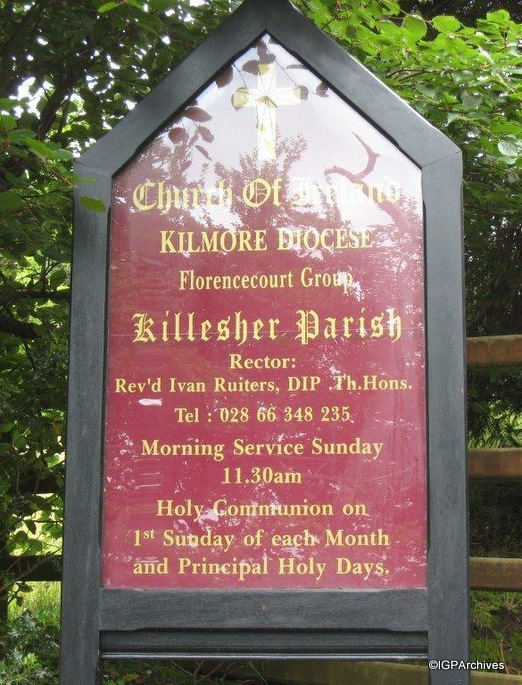 Church Of Ireland
KILMORE DIOCESE
Florencecourt Group
Killesher Parish
Rector:
Rev'd Ivan Ruiters, DIP .Th.Hons.
Tel : 028 66 348 235
Morning Service Sunday
11.30am
Holy Communion on
1st Sunday of each Month
and Principal Holy Days.
©IGPArchives